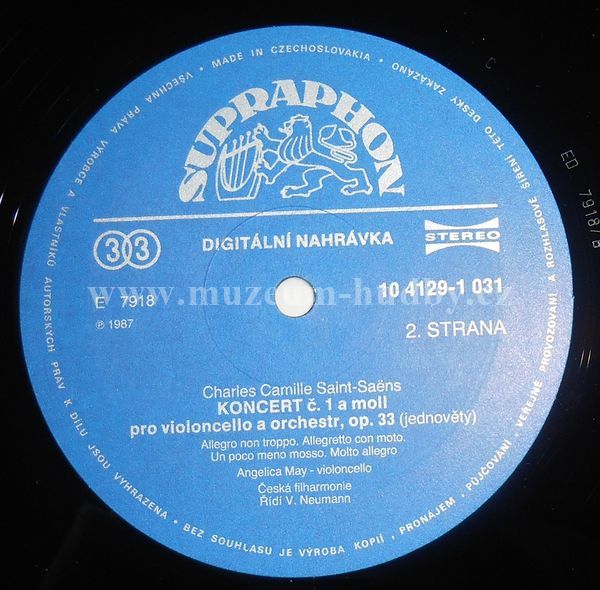 VŠECHNA PRÁVA VÝROBCE A VLASTNÍKŮ AUTORSKÝCH PRÁV K DÍLU JSOU VYHRAZENA • BEZ SOUHLASU JE VÝROBA KOPIÍ, PRONÁJEM, PŮJČOVÁNÍ, VEŘEJNÉ PROVOZOVÁNÍ A ROZHLASOVÉ ŠÍŘENÍ TÉTO DESKY ZAKÁZÁNO • MADE IN CZECHOSLOVAKIA •
SUPRAPHON
33 DIGITÁLNÍ NAHRÁVKA STEREO
E 7918 10 4129-1 031
www.muzeum-hudby.cz
Ⓟ 1987 2. STRANA
Charles Camille Saint-Saëns
KONCERT č. 1 a moll
pro violoncello a orchestr, op. 33 (jednovětý)
Allegro non troppo. Allegretto con moto.
Un poco meno mosso. Molto allegro
Angelica May - violoncello
Česká filharmonie
Řídí V. Neumann
C
ED 7918/B